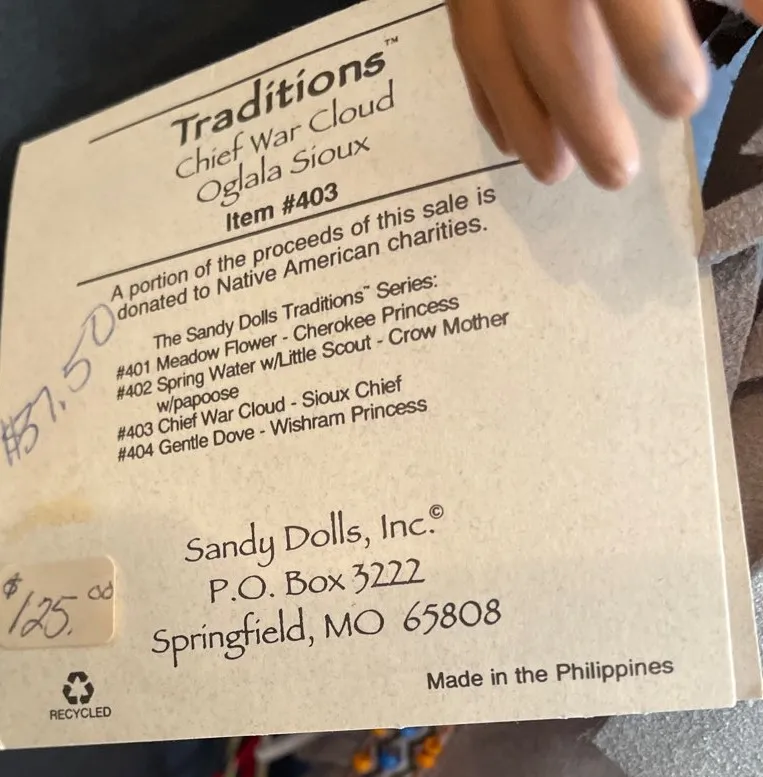 Traditions™
Chief War Cloud
Oglala Sioux
Item #403
A portion of the proceeds of this sale is
donated to Native American charities.
The Sandy Dolls Traditions™ Series:
#401 Meadow Flower - Cherokee Princess
#402 Spring Water w/Little Scout - Crow Mother
w/papoose
#403 Chief War Cloud - Sioux Chief
#404 Gentle Dove - Wishram Princess
$37.50
Sandy Dolls, Inc.©
P.O. Box 3222
Springfield, MO 65808
$125.00
RECYCLED
Made in the Philippines